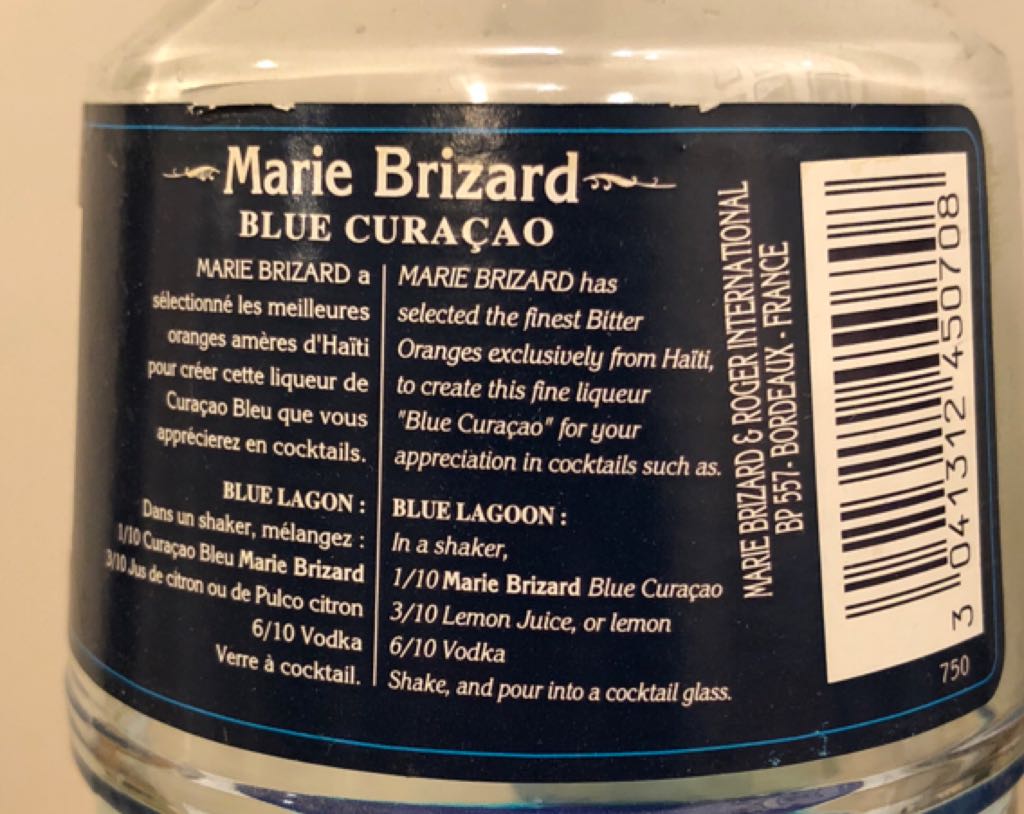 Marie Brizard
BLUE CURAÇAO
MARIE BRIZARD a
sélectionné les meilleures
oranges amères d'Haïti
pour créer cette liqueur de
Curaçao Bleu que vous
apprécierez en cocktails.
BLUE LAGON :
Dans un shaker, mélangez :
1/10 Curaçao Bleu Marie Brizard
3/10 Jus de citron ou de Pulco citron
6/10 Vodka
Verre à cocktail.
MARIE BRIZARD has
selected the finest Bitter
Oranges exclusively from Haïti,
to create this fine liqueur
"Blue Curaçao" for your
appreciation in cocktails such as.
BLUE LAGOON :
In a shaker,
1/10 Marie Brizard Blue Curaçao
3/10 Lemon Juice, or lemon
6/10 Vodka
Shake, and pour into a cocktail glass.
MARIE BRIZARD & ROGER INTERNATIONAL
BP 557- BORDEAUX - FRANCE
3 041312 450708
750